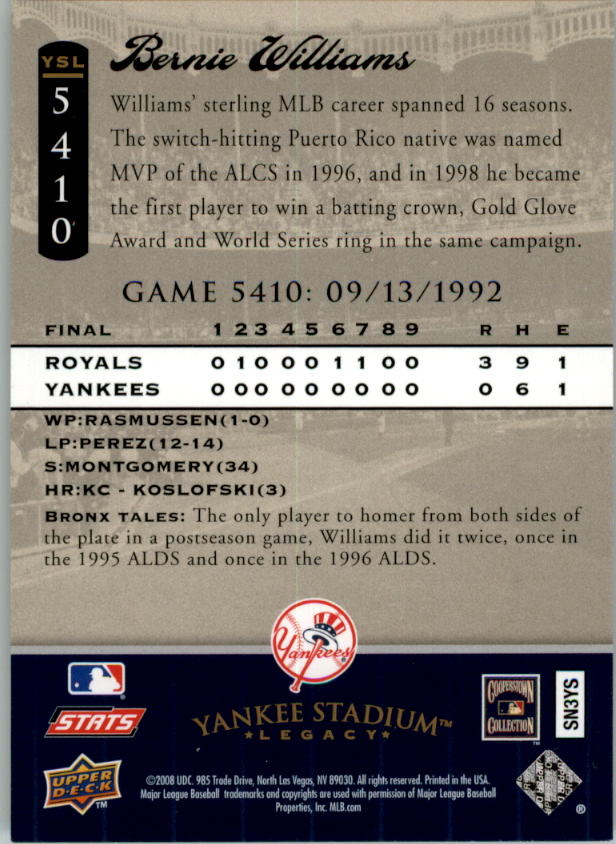 YSL
5410
Bernie Williams
Williams' sterling MLB career spanned 16 seasons.
The switch-hitting Puerto Rico native was named
MVP of the ALCS in 1996, and in 1998 he became
the first player to win a batting crown, Gold Glove
Award and World Series ring in the same campaign.
GAME 5410: 09/13/1992
FINAL 1 2 3 4 5 6 7 8 9 R H E
ROYALS 0 1 0 0 0 1 1 0 0 3 9 1
YANKEES 0 0 0 0 0 0 0 0 0 0 6 1
WP:RASMUSSEN(1-0)
LP:PEREZ(12-14)
S:MONTGOMERY(34)
HR:KC - KOSLOFSKI(3)
BRONX TALES: The only player to homer from both sides of
the plate in a postseason game, Williams did it twice, once in
the 1995 ALDS and once in the 1996 ALDS.
Yankees
STATS
YANKEE STADIUM™
LEGACY
COOPERSTOWN
COLLECTION
™
SN3YS
UPPER
DECK
©2008 UDC. 985 Trade Drive, North Las Vegas, NV 89030. All rights reserved. Printed in the USA.
Major League Baseball trademarks and copyrights are used with permission of Major League Baseball
Properties, Inc. MLB.com
®